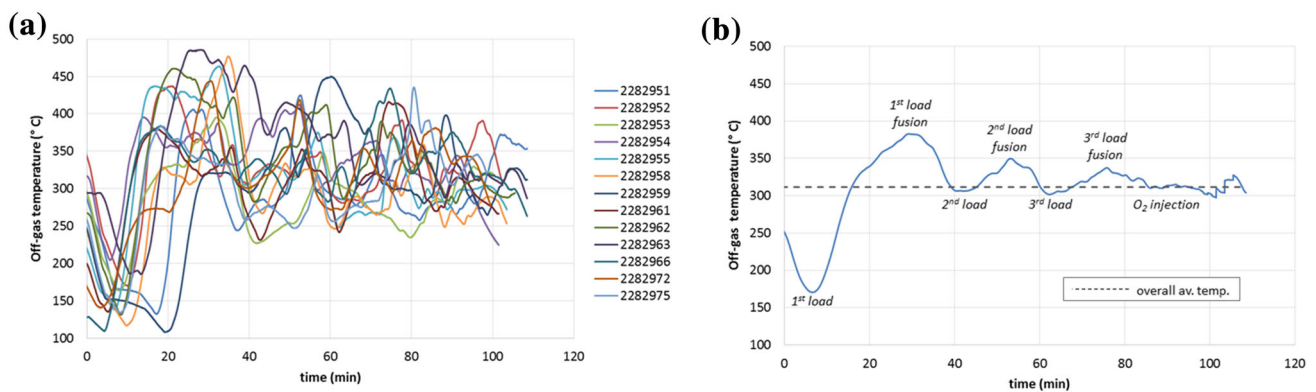 (a)
500
450
400
350
300
250
200
150
100
Off-gas temperature (° C)
0
20
40
60
80
100
120
time (min)
2282951
2282952
2282953
2282954
2282955
2282958
2282959
2282961
2282962
2282963
2282966
2282972
2282975
(b)
500
450
400
350
300
250
200
150
100
Off-gas temperature (° C)
1st load
fusion
2nd load
fusion
3rd load
fusion
2nd load
3rd load
O2 injection
1st load
overall av. temp.
0
20
40
60
80
100
120
time (min)